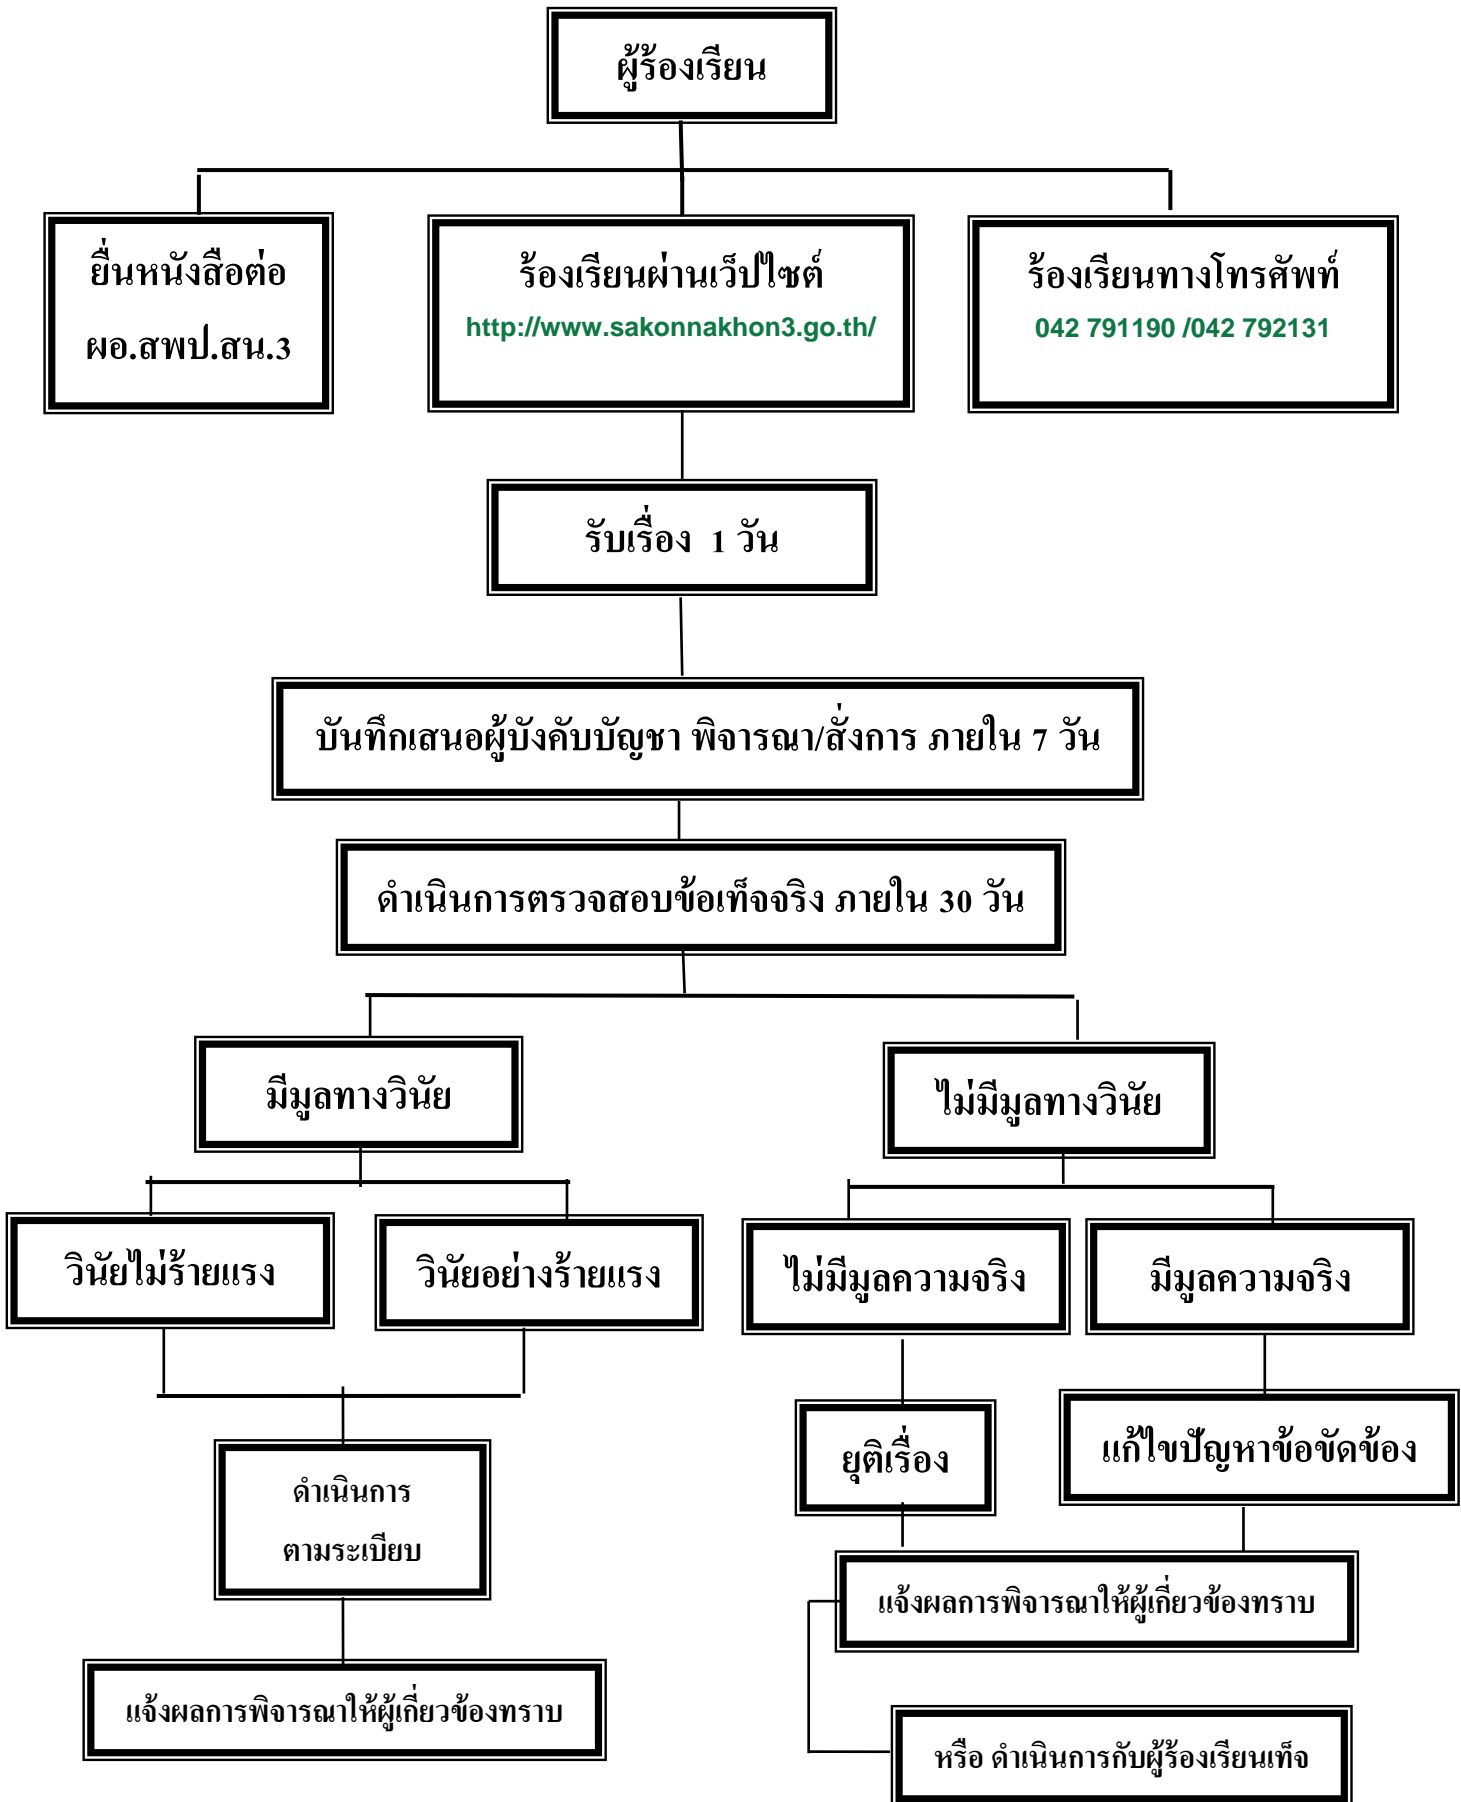 ผู้ร้องเรียน
ยื่นหนังสือต่อ
ผอ.สพป.สน.3
ร้องเรียนผ่านเว็ปไซต์
http://www.sakonnakhon3.go.th/
ร้องเรียนทางโทรศัพท์
042 791190 /042 792131
รับเรื่อง 1 วัน
บันทึกเสนอผู้บังคับบัญชา พิจารณา/สั่งการ ภายใน 7 วัน
ดำเนินการตรวจสอบข้อเท็จจริง ภายใน 30 วัน
มีมูลทางวินัย
ไม่มีมูลทางวินัย
วินัยไม่ร้ายแรง
วินัยอย่างร้ายแรง
ไม่มีมูลความจริง
มีมูลความจริง
ยุติเรื่อง
แก้ไขปัญหาข้อขัดข้อง
ดำเนินการ
ตามระเบียบ
แจ้งผลการพิจารณาให้ผู้เกี่ยวข้องทราบ
แจ้งผลการพิจารณาให้ผู้เกี่ยวข้องทราบ
หรือ ดำเนินการกับผู้ร้องเรียนเท็จ